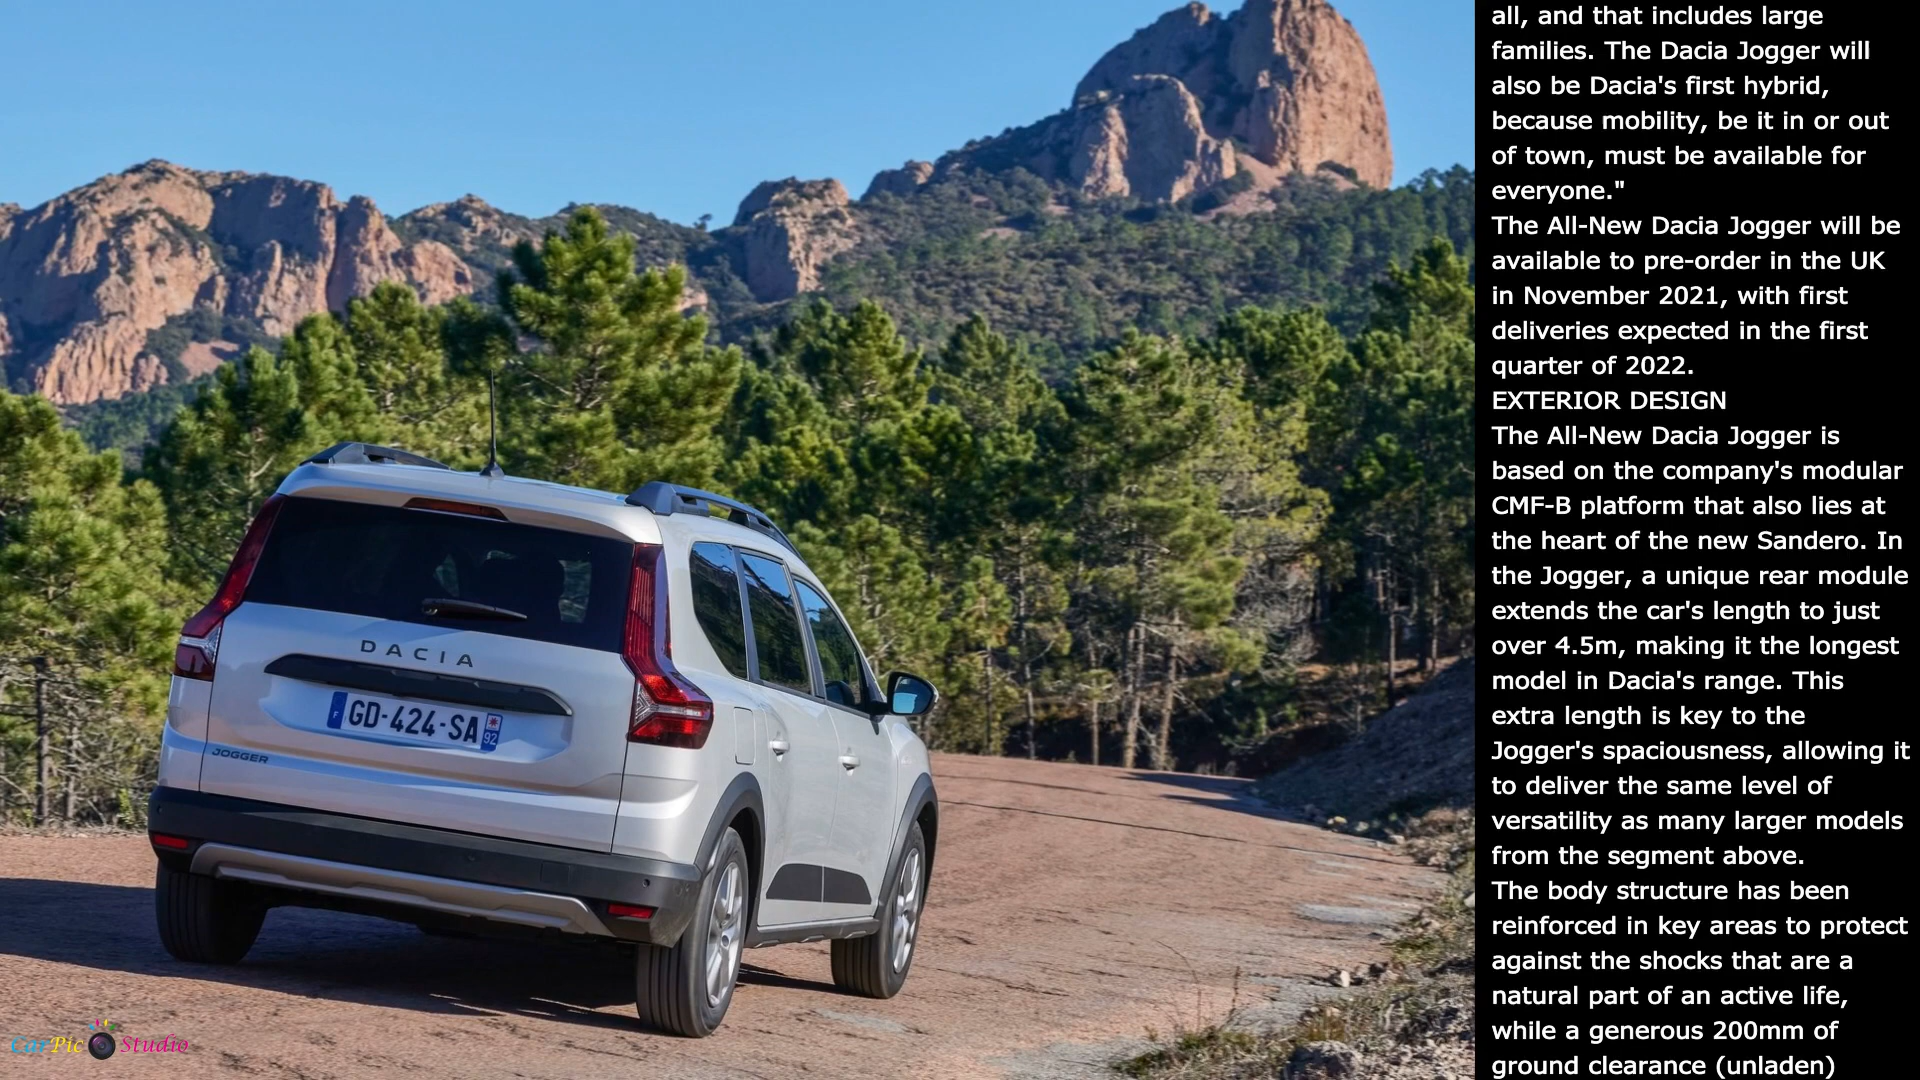 DACIA
GD-424-SA
F
92
JOGGER
CarPic Studio
all, and that includes large
families. The Dacia Jogger will
also be Dacia's first hybrid,
because mobility, be it in or out
of town, must be available for
everyone."
The All-New Dacia Jogger will be
available to pre-order in the UK
in November 2021, with first
deliveries expected in the first
quarter of 2022.
EXTERIOR DESIGN
The All-New Dacia Jogger is
based on the company's modular
CMF-B platform that also lies at
the heart of the new Sandero. In
the Jogger, a unique rear module
extends the car's length to just
over 4.5m, making it the longest
model in Dacia's range. This
extra length is key to the
Jogger's spaciousness, allowing it
to deliver the same level of
versatility as many larger models
from the segment above.
The body structure has been
reinforced in key areas to protect
against the shocks that are a
natural part of an active life,
while a generous 200mm of
ground clearance (unladen)